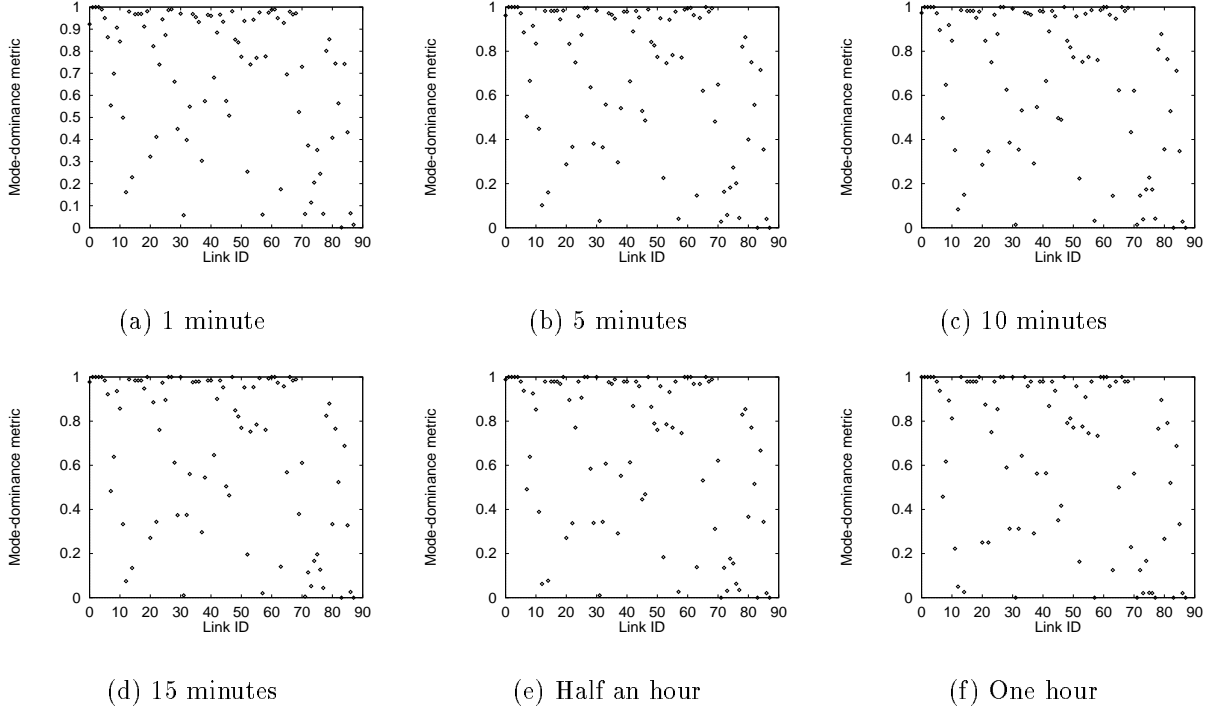 Mode-dominance metric
1
0.9
0.8
0.7
0.6
0.5
0.4
0.3
0.2
0.1
0
0 10 20 30 40 50 60 70 80 90
Link ID
(a) 1 minute
Mode-dominance metric
1
0.8
0.6
0.4
0.2
0
0 10 20 30 40 50 60 70 80 90
Link ID
(b) 5 minutes
Mode-dominance metric
1
0.8
0.6
0.4
0.2
0
0 10 20 30 40 50 60 70 80 90
Link ID
(c) 10 minutes
Mode-dominance metric
1
0.8
0.6
0.4
0.2
0
0 10 20 30 40 50 60 70 80 90
Link ID
(d) 15 minutes
Mode-dominance metric
1
0.8
0.6
0.4
0.2
0
0 10 20 30 40 50 60 70 80 90
Link ID
(e) Half an hour
Mode-dominance metric
1
0.8
0.6
0.4
0.2
0
0 10 20 30 40 50 60 70 80 90
Link ID
(f) One hour